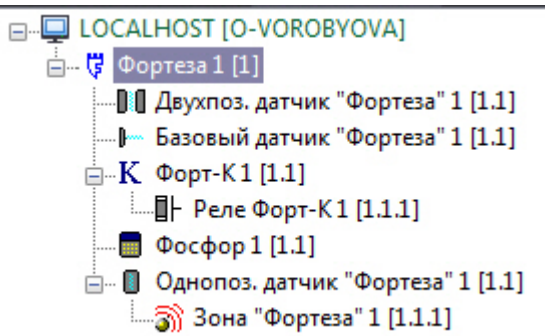 LOCALHOST [O-VOROBYOVA]
Фортеза 1 [1]
Двухпоз. датчик "Фортеза" 1 [1.1]
Базовый датчик "Фортеза" 1 [1.1]
К Форт-К 1 [1.1]
Реле Форт-К 1 [1.1.1]
Фосфор 1 [1.1]
Однопоз. датчик "Фортеза" 1 [1.1]
Зона "Фортеза" 1 [1.1.1]